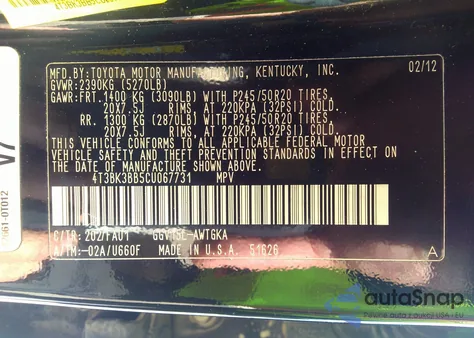 4T3BK3BB5CU067731
MFD.BY:TOYOTA MOTOR MANUFACTURING, KENTUCKY, INC. 02/12
GVWR: 2390KG (5270LB)
GAWR:FRT. 1400 KG (3090LB) WITH P245/50R20 TIRES,
20X7.5J RIMS, AT 220KPA (32PSI) COLD.
RR. 1300 KG (2870LB) WITH P245/50R20 TIRES,
20X7.5J RIMS, AT 220KPA (32PSI) COLD.
THIS VEHICLE CONFORMS TO ALL APPLICABLE FEDERAL MOTOR
VEHICLE SAFETY AND THEFT PREVENTION STANDARDS IN EFFECT ON
THE DATE OF MANUFACTURE SHOWN ABOVE.
4T3BK3BB5CU067731 MPV
C/TR: 202/FA01 GGV15L-AWTGKA
A/TM:-02A/U660F MADE IN U.S.A. 51626 A
autoSnap